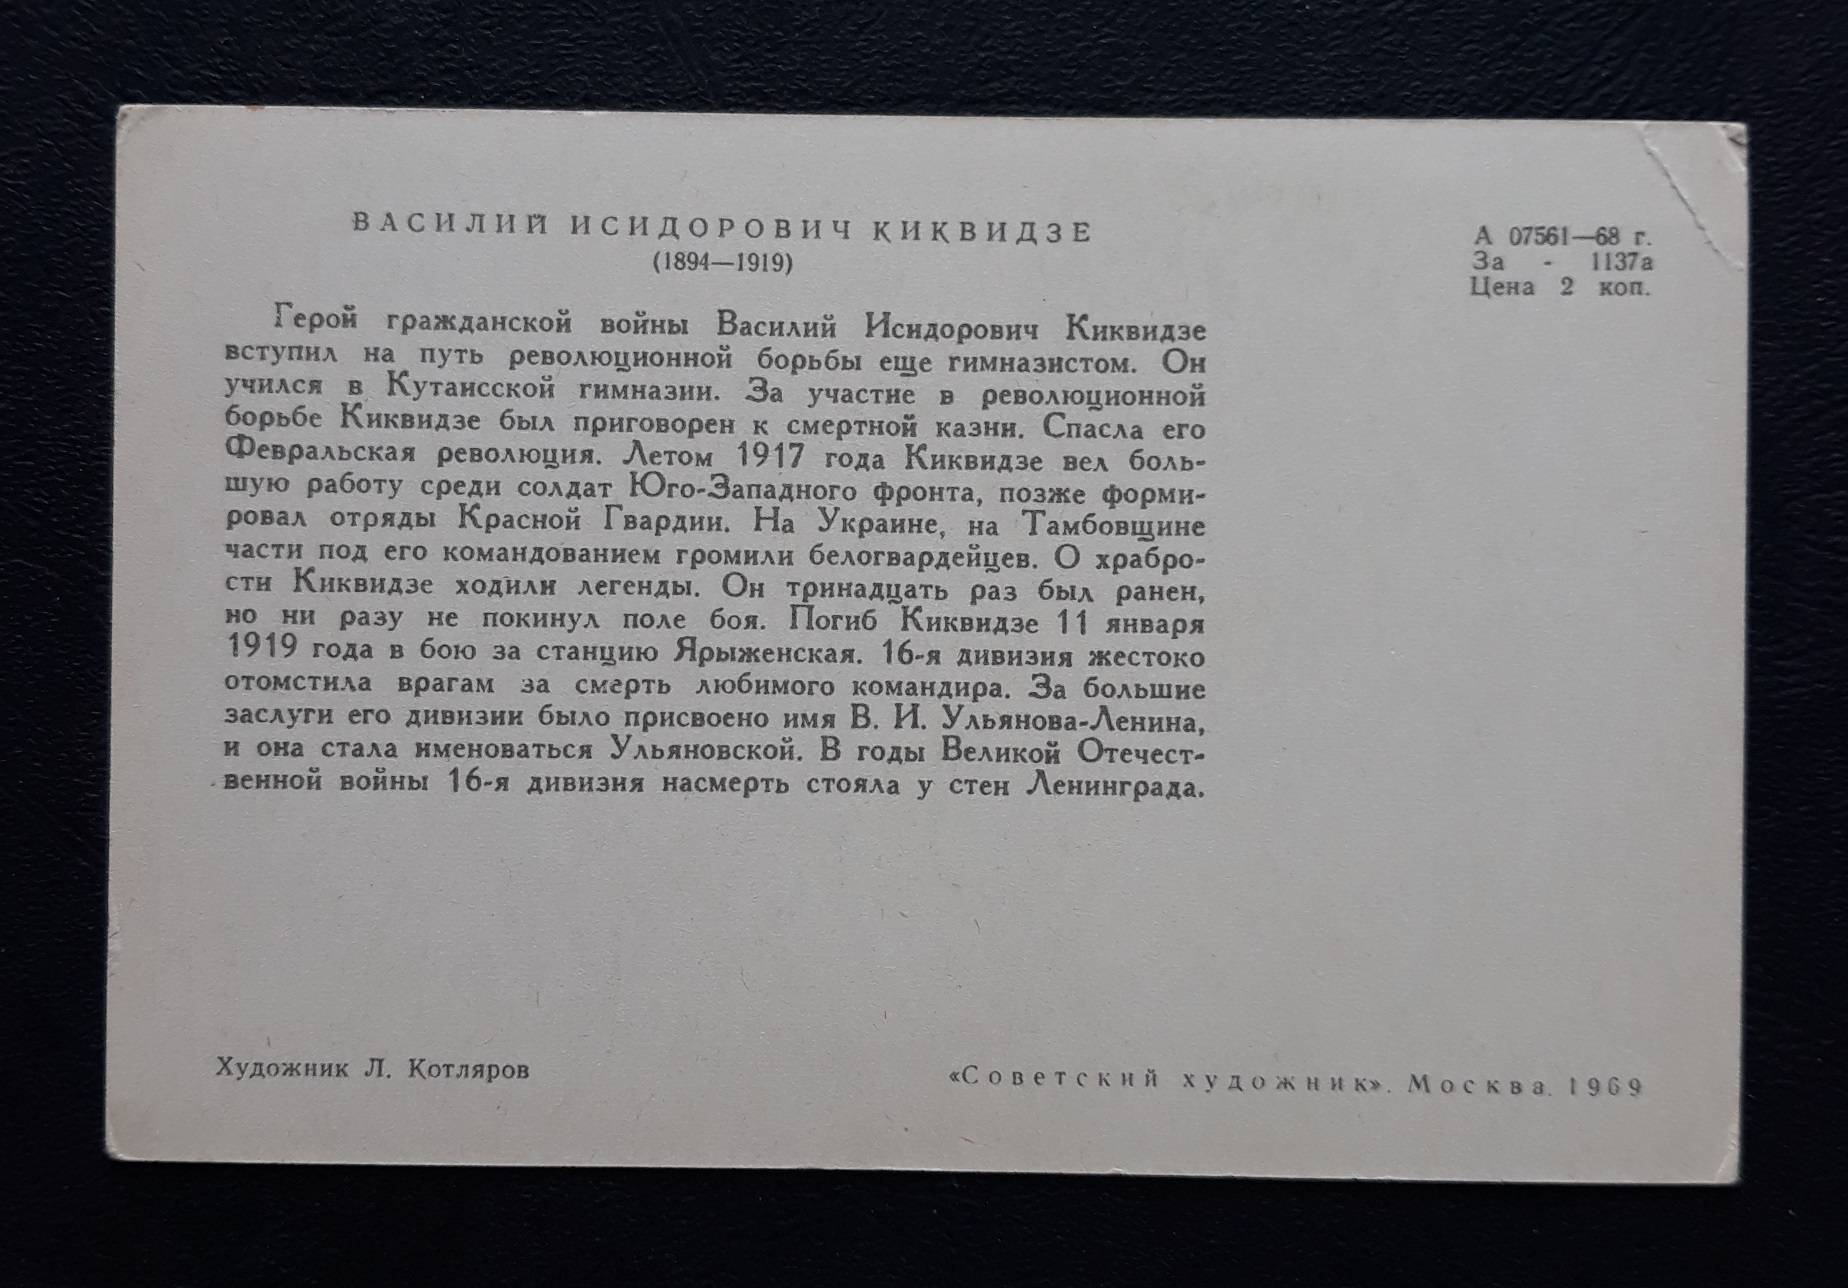 ВАСИЛИЙ ИСИДОРОВИЧ КИКВИДЗЕ
(1894—1919)
А 07561—68 г.
За - 1137а
Цена 2 коп.
Герой гражданской войны Василий Исидорович Киквидзе
вступил на путь революционной борьбы еще гимназистом. Он
учился в Кутаисской гимназии. За участие в революционной
борьбе Киквидзе был приговорен к смертной казни. Спасла его
Февральская революция. Летом 1917 года Киквидзе вел боль-
шую работу среди солдат Юго-Западного фронта, позже форми-
ровал отряды Красной Гвардии. На Украине, на Тамбовщине
части под его командованием громили белогвардейцев. О храбро-
сти Киквидзе ходили легенды. Он тринадцать раз был ранен,
но ни разу не покинул поле боя. Погиб Киквидзе 11 января
1919 года в бою за станцию Ярыженская. 16-я дивизия жестоко
отомстила врагам за смерть любимого командира. За большие
заслуги его дивизии было присвоено имя В. И. Ульянова-Ленина,
и она стала именоваться Ульяновской. В годы Великой Отечест-
венной войны 16-я дивизия насмерть стояла у стен Ленинграда.
Художник Л. Котляров
«Советский художник». Москва. 1969